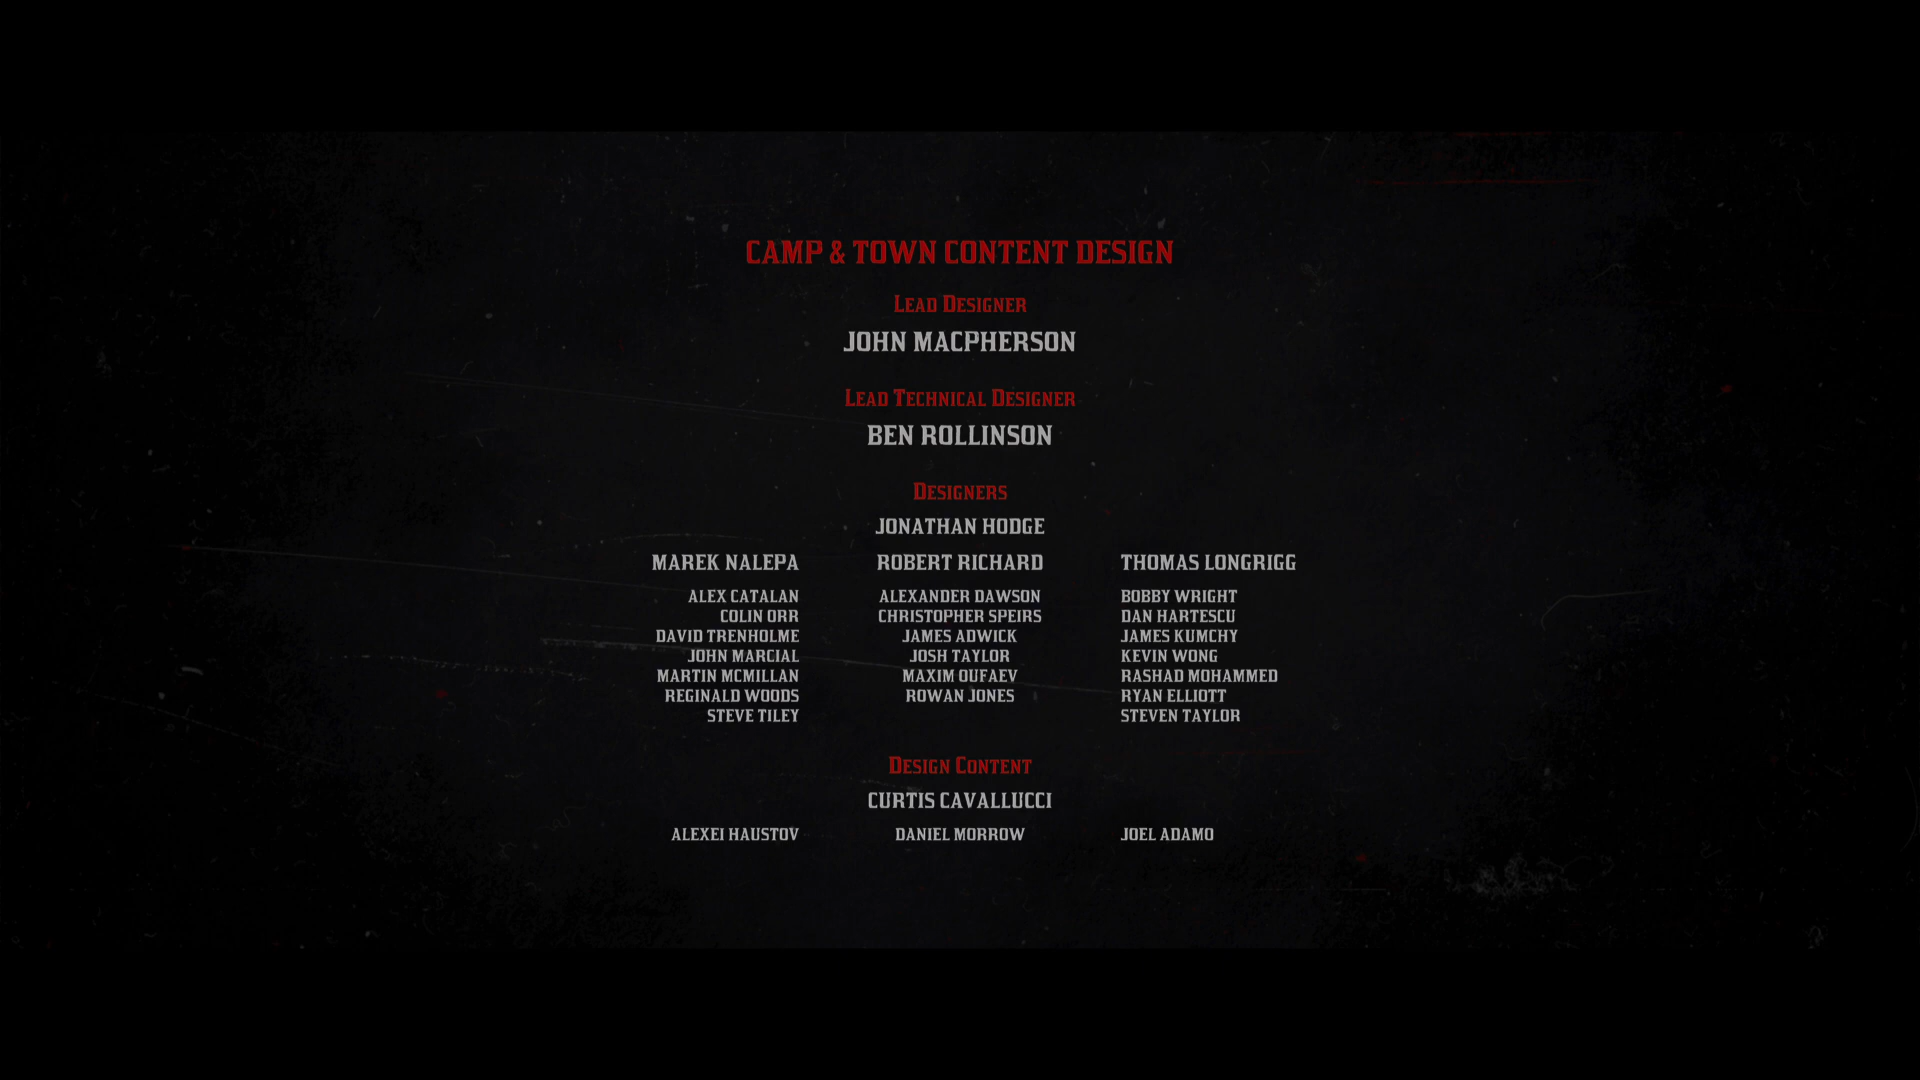 CAMP & TOWN CONTENT DESIGN
LEAD DESIGNER
JOHN MACPHERSON
LEAD TECHNICAL DESIGNER
BEN ROLLINSON
DESIGNERS
JONATHAN HODGE
MAREK NALEPA ROBERT RICHARD THOMAS LONGRIGG
ALEX CATALAN ALEXANDER DAWSON BOBBY WRIGHT
COLIN ORR CHRISTOPHER SPEIRS DAN HARTESCU
DAVID TRENHOLME JAMES ADWICK JAMES KUMCHY
JOHN MARCIAL JOSH TAYLOR KEVIN WONG
MARTIN MCMILLAN MAXIM OUFAEV RASHAD MOHAMMED
REGINALD WOODS ROWAN JONES RYAN ELLIOTT
STEVE TILEY STEVEN TAYLOR
DESIGN CONTENT
CURTIS CAVALLUCCI
ALEXEI HAUSTOV DANIEL MORROW JOEL ADAMO